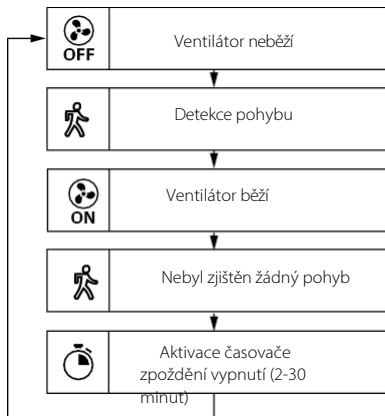 OFF
Ventilátor neběží
Detekce pohybu
Ventilátor běží
ON
Nebyl zjištěn žádný pohyb
Aktivace časovače
zpoždění vypnutí (2-30
minut)